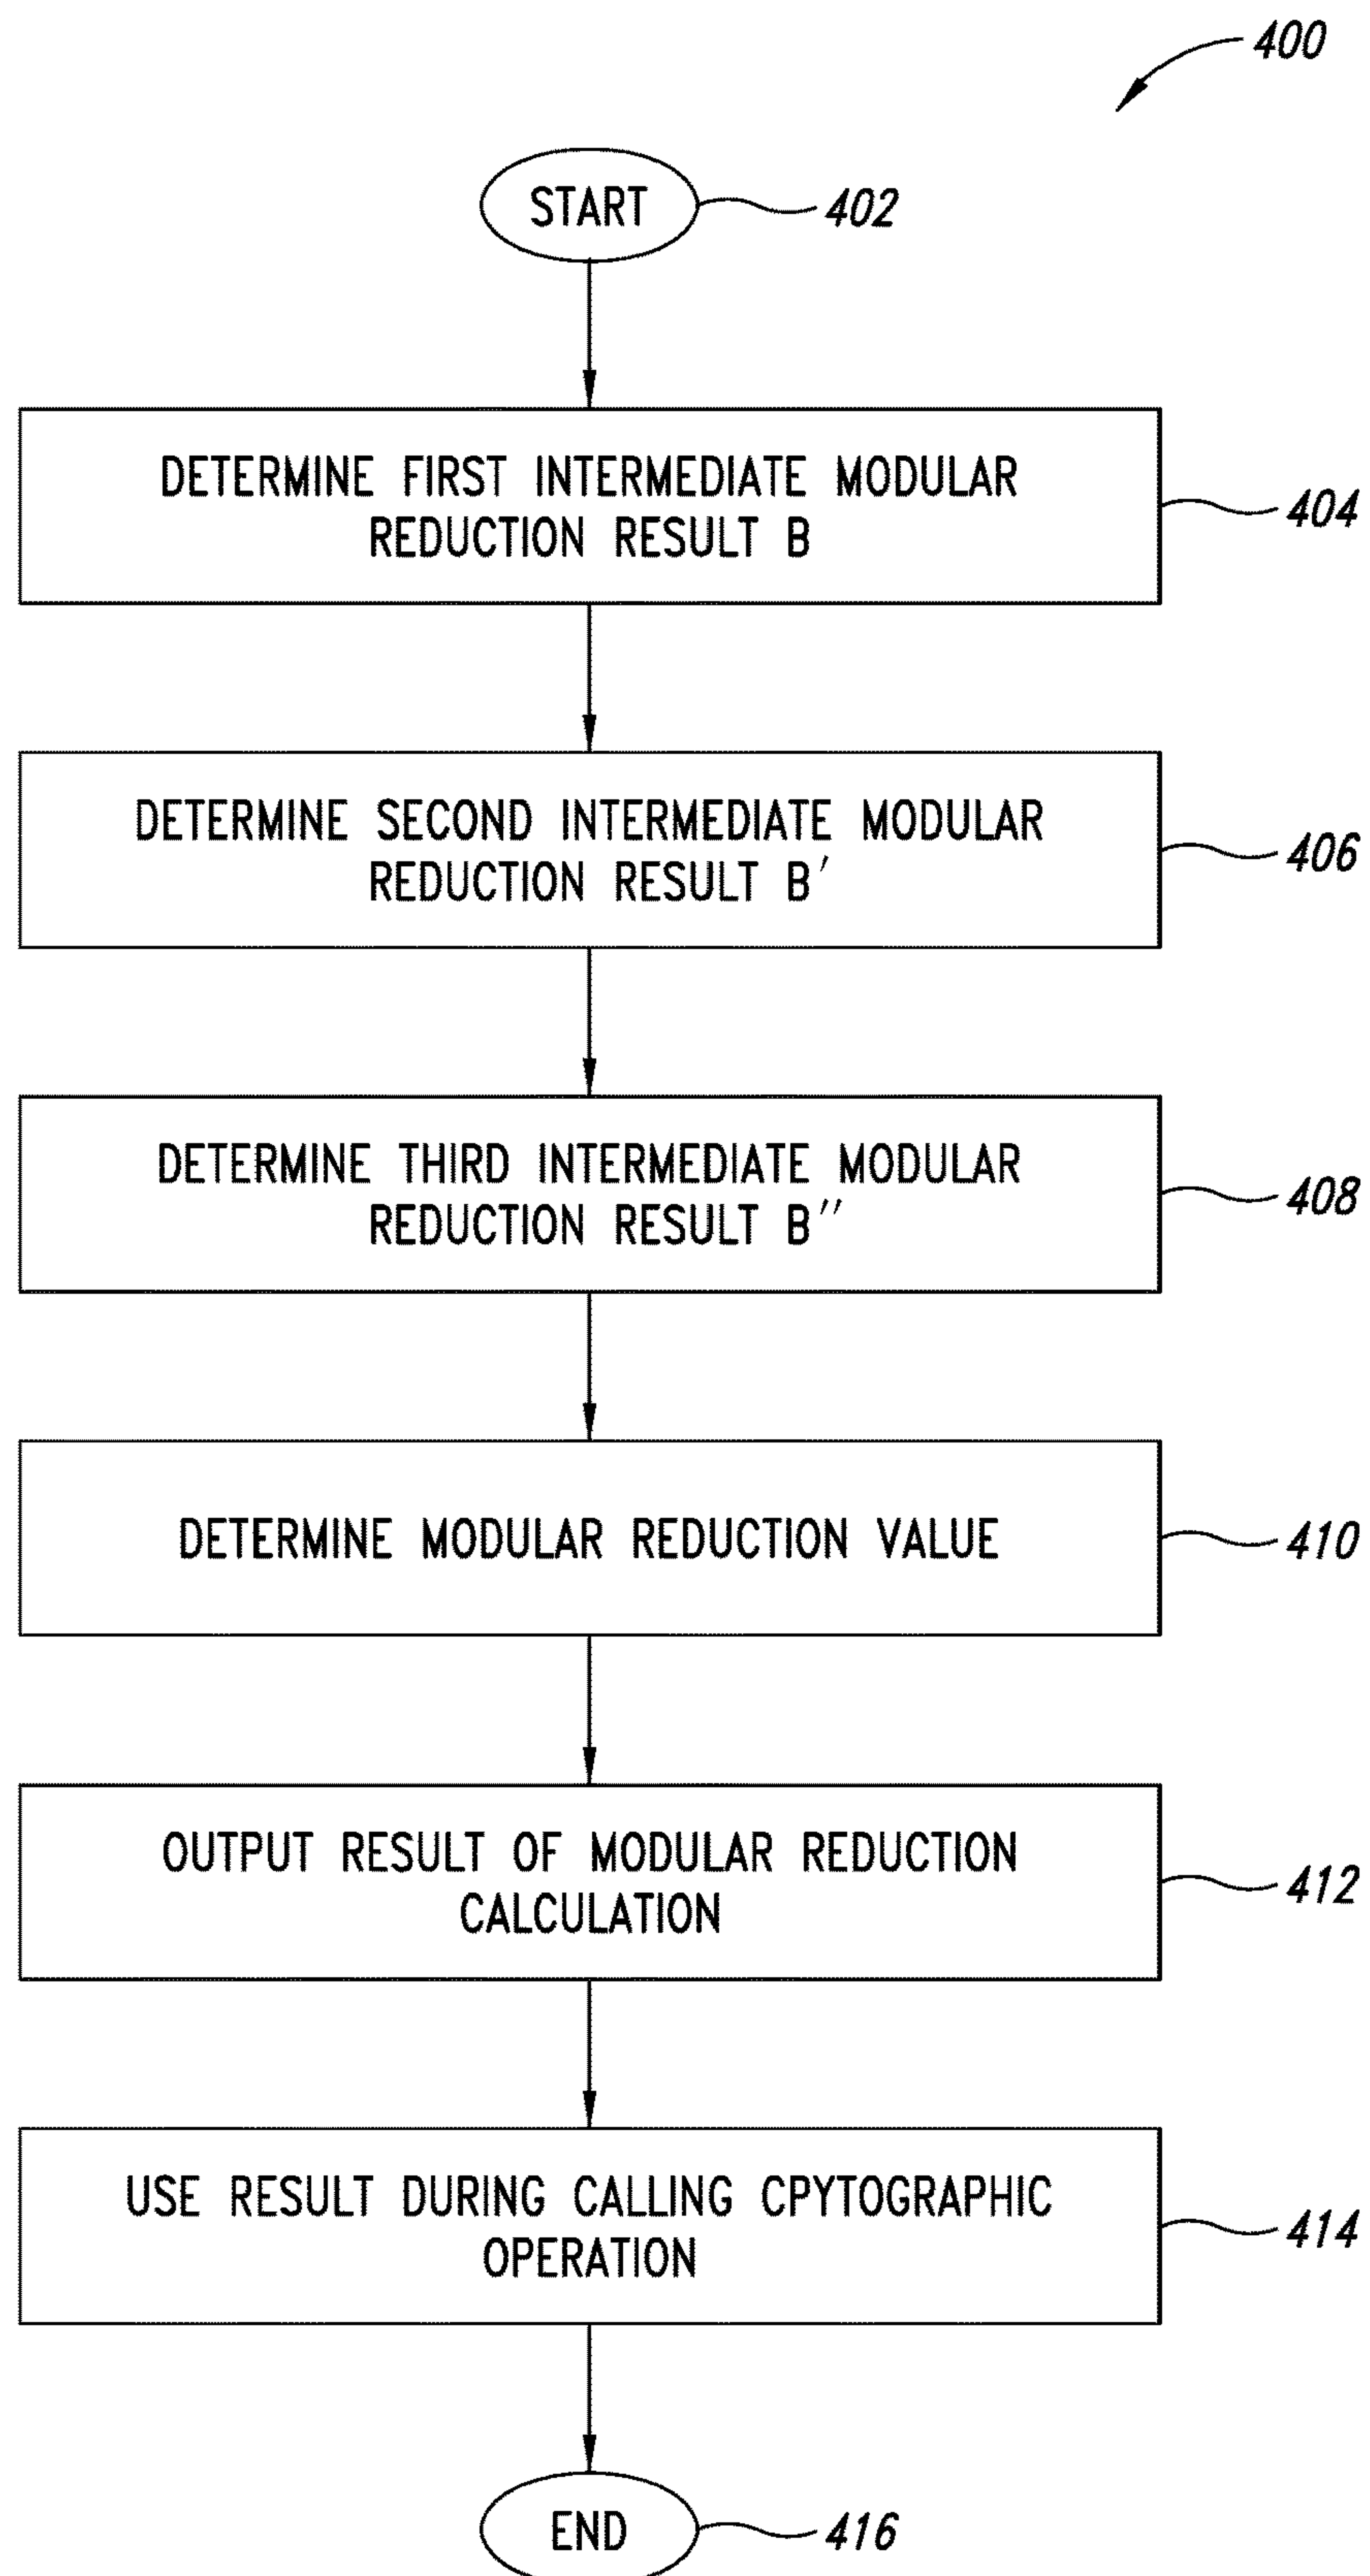 400
START
402
DETERMINE FIRST INTERMEDIATE MODULAR
REDUCTION RESULT B
404
DETERMINE SECOND INTERMEDIATE MODULAR
REDUCTION RESULT B'
406
DETERMINE THIRD INTERMEDIATE MODULAR
REDUCTION RESULT B''
408
DETERMINE MODULAR REDUCTION VALUE
410
OUTPUT RESULT OF MODULAR REDUCTION
CALCULATION
412
USE RESULT DURING CALLING CPYTOGRAPHIC
OPERATION
414
END
416